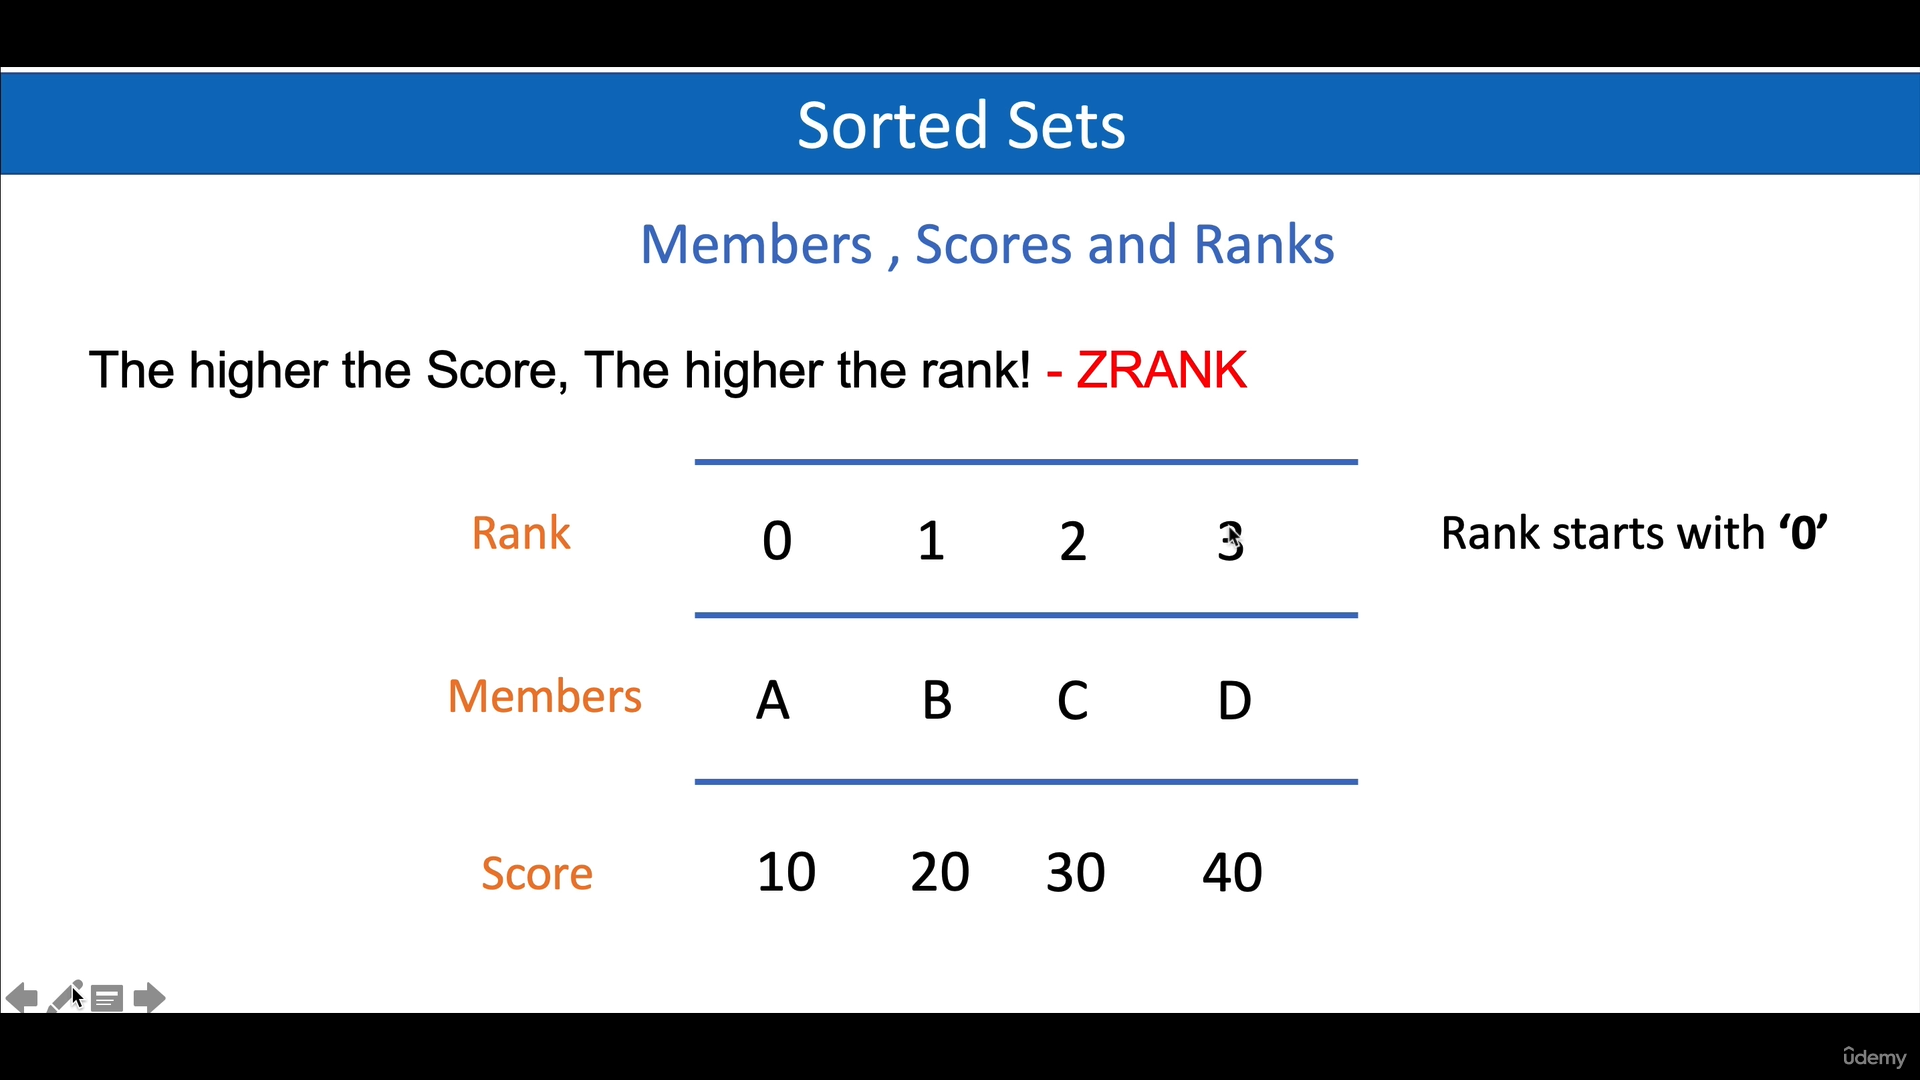 Sorted Sets
Members , Scores and Ranks
The higher the Score, The higher the rank! - ZRANK
Rank 0 1 2 3 Rank starts with ‘0’
Members A B C D
Score 10 20 30 40
ûdemy